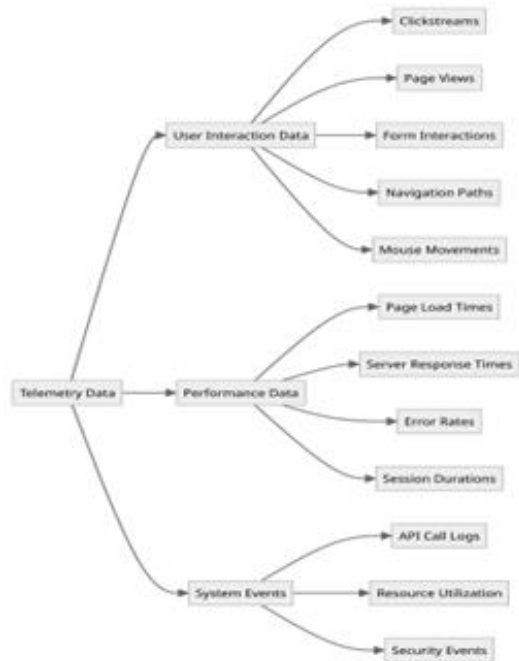 Telemetry Data
User Interaction Data
Clickstreams
Page Views
Form Interactions
Navigation Paths
Mouse Movements
Performance Data
Page Load Times
Server Response Times
Error Rates
Session Durations
System Events
API Call Logs
Resource Utilization
Security Events